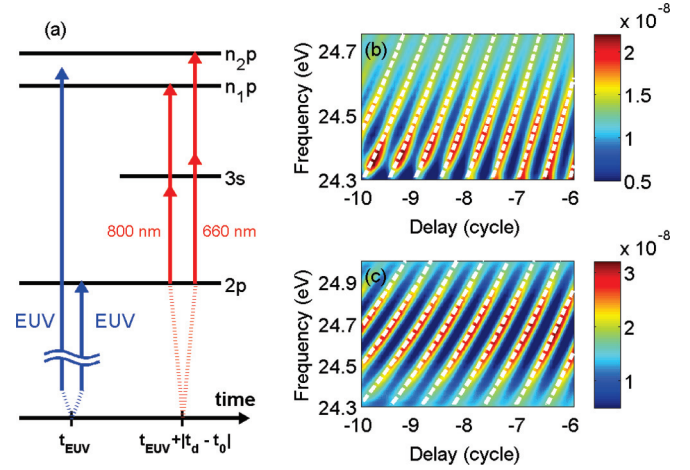 (a)
n₂p
n₁p
3s
800 nm
660 nm
2p
EUV
EUV
time
t_EUV
t_EUV+|t_d - t_0|
(b)
x 10⁻⁸
24.7
24.5
24.3
Frequency (eV)
-10 -9 -8 -7 -6
Delay (cycle)
2
1.5
1
0.5
(c)
x 10⁻⁸
24.9
24.7
24.5
24.3
Frequency (eV)
-10 -9 -8 -7 -6
Delay (cycle)
3
2
1